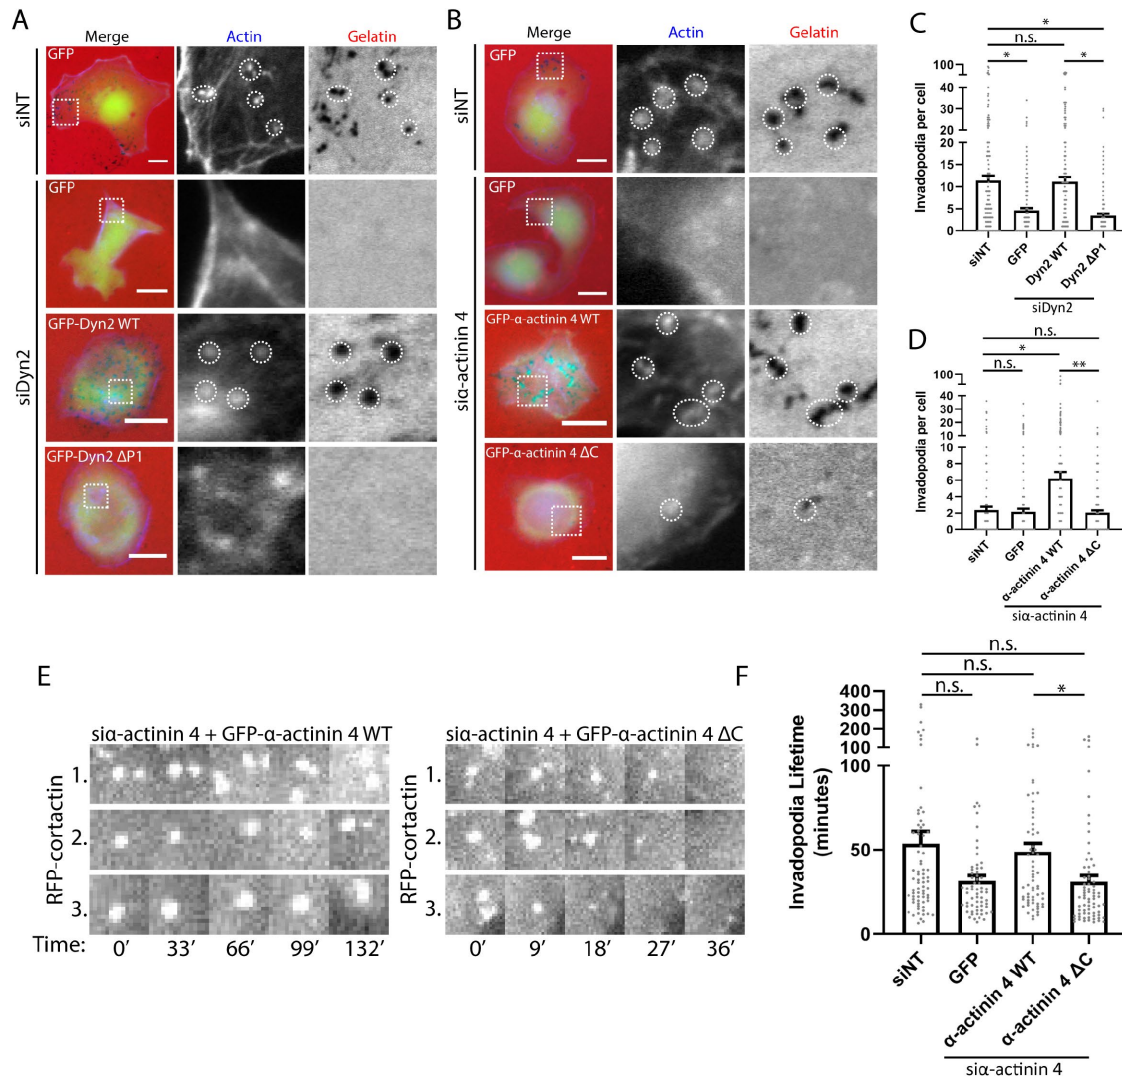 A
Merge Actin Gelatin
siNT
GFP
siDyn2
GFP
GFP-Dyn2 WT
GFP-Dyn2 ΔP1
B
Merge Actin Gelatin
siNT
GFP
siα-actinin 4
GFP
GFP-α-actinin 4 WT
GFP-α-actinin 4 ΔC
C
*
n.s.
* *
Invadopodia per cell
100
40
20
20
15
10
5
0
siNT GFP Dyn2 WT Dyn2 ΔP1
siDyn2
D
n.s.
*
n.s. **
Invadopodia per cell
100
40
30
20
10
10
8
6
4
2
0
siNT GFP α-actinin 4 WT α-actinin 4 ΔC
siα-actinin 4
E
siα-actinin 4 + GFP-α-actinin 4 WT
RFP-cortactin
1.
2.
3.
Time: 0′ 33′ 66′ 99′ 132′
siα-actinin 4 + GFP-α-actinin 4 ΔC
RFP-cortactin
1.
2.
3.
0′ 9′ 18′ 27′ 36′
F
n.s.
n.s.
n.s. *
Invadopodia Lifetime
(minutes)
400
300
200
100
100
50
0
siNT GFP α-actinin 4 WT α-actinin 4 ΔC
siα-actinin 4